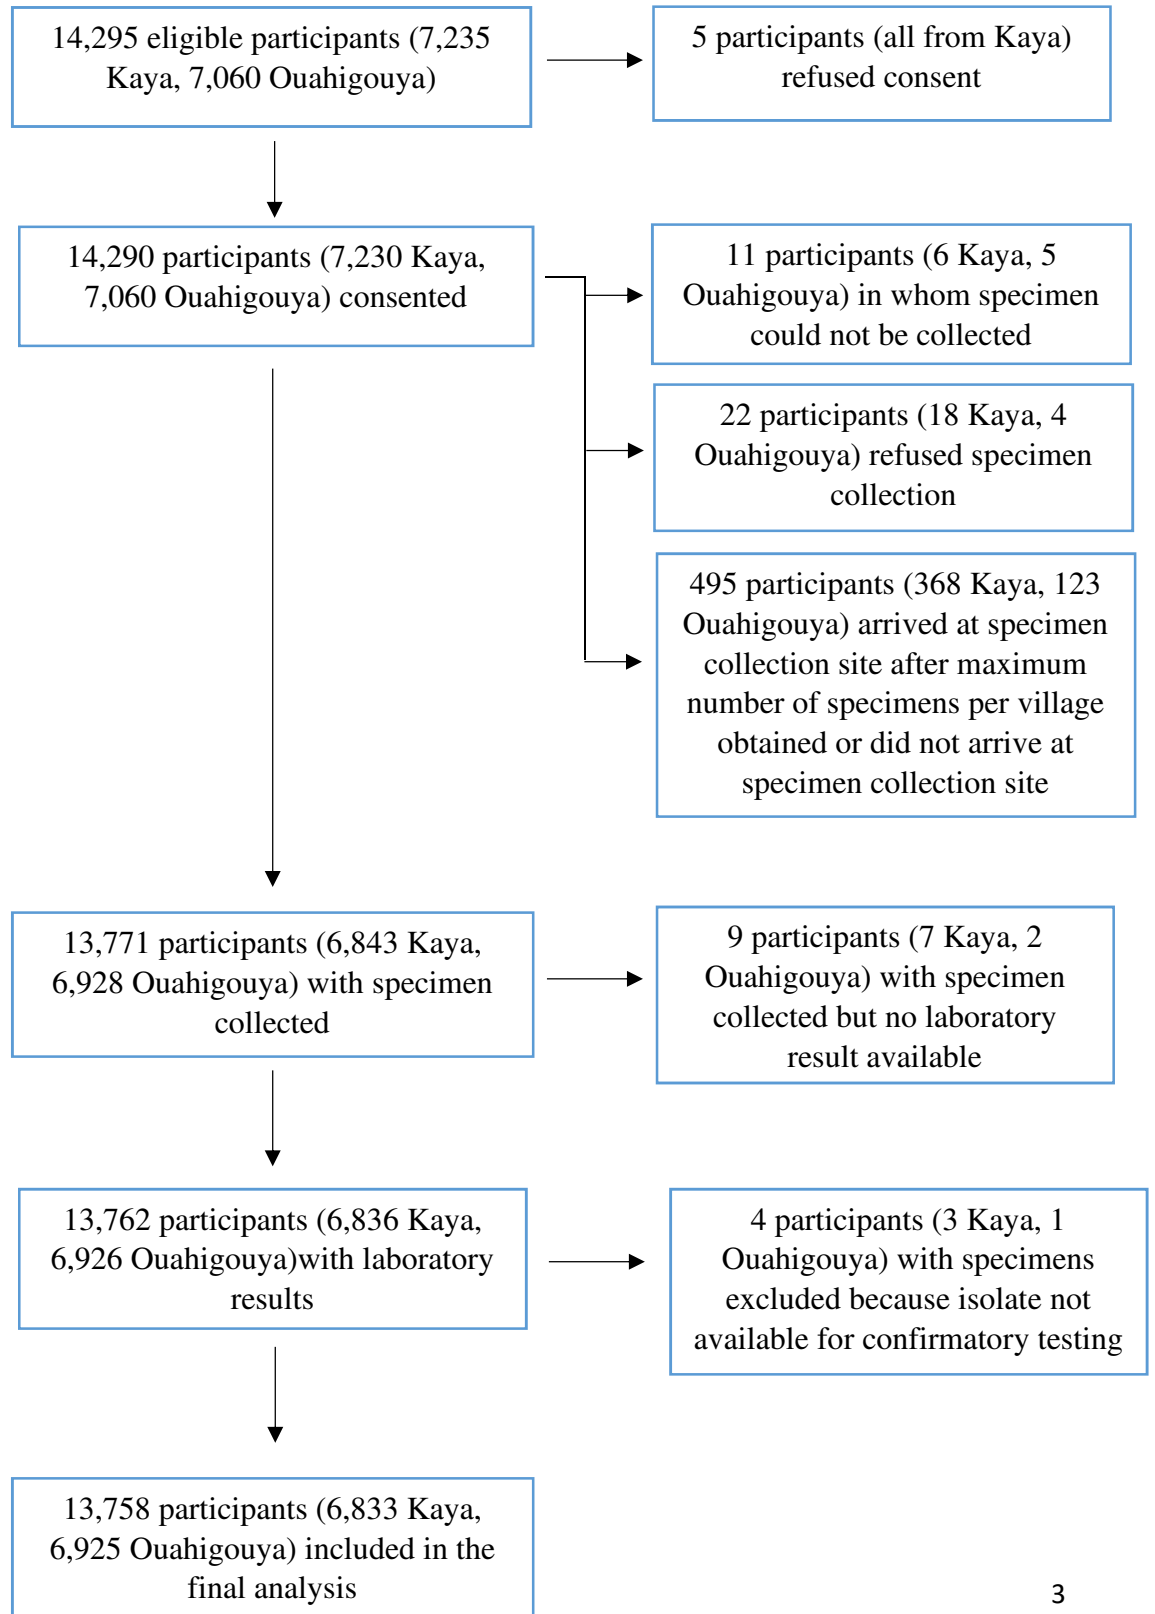 14,295 eligible participants (7,235
Kaya, 7,060 Ouahigouya)
5 participants (all from Kaya)
refused consent
14,290 participants (7,230 Kaya,
7,060 Ouahigouya) consented
11 participants (6 Kaya, 5
Ouahigouya) in whom specimen
could not be collected
22 participants (18 Kaya, 4
Ouahigouya) refused specimen
collection
495 participants (368 Kaya, 123
Ouahigouya) arrived at specimen
collection site after maximum
number of specimens per village
obtained or did not arrive at
specimen collection site
13,771 participants (6,843 Kaya,
6,928 Ouahigouya) with specimen
collected
9 participants (7 Kaya, 2
Ouahigouya) with specimen
collected but no laboratory
result available
13,762 participants (6,836 Kaya,
6,926 Ouahigouya)with laboratory
results
4 participants (3 Kaya, 1
Ouahigouya) with specimens
excluded because isolate not
available for confirmatory testing
13,758 participants (6,833 Kaya,
6,925 Ouahigouya) included in the
final analysis
3